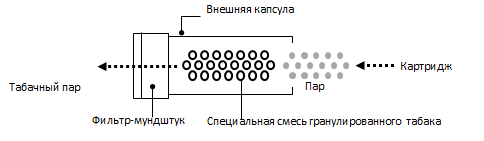 Внешняя капсула
Картридж
Табачный пар
Пар
Фильтр-мундштук
Специальная смесь гранулированного табака